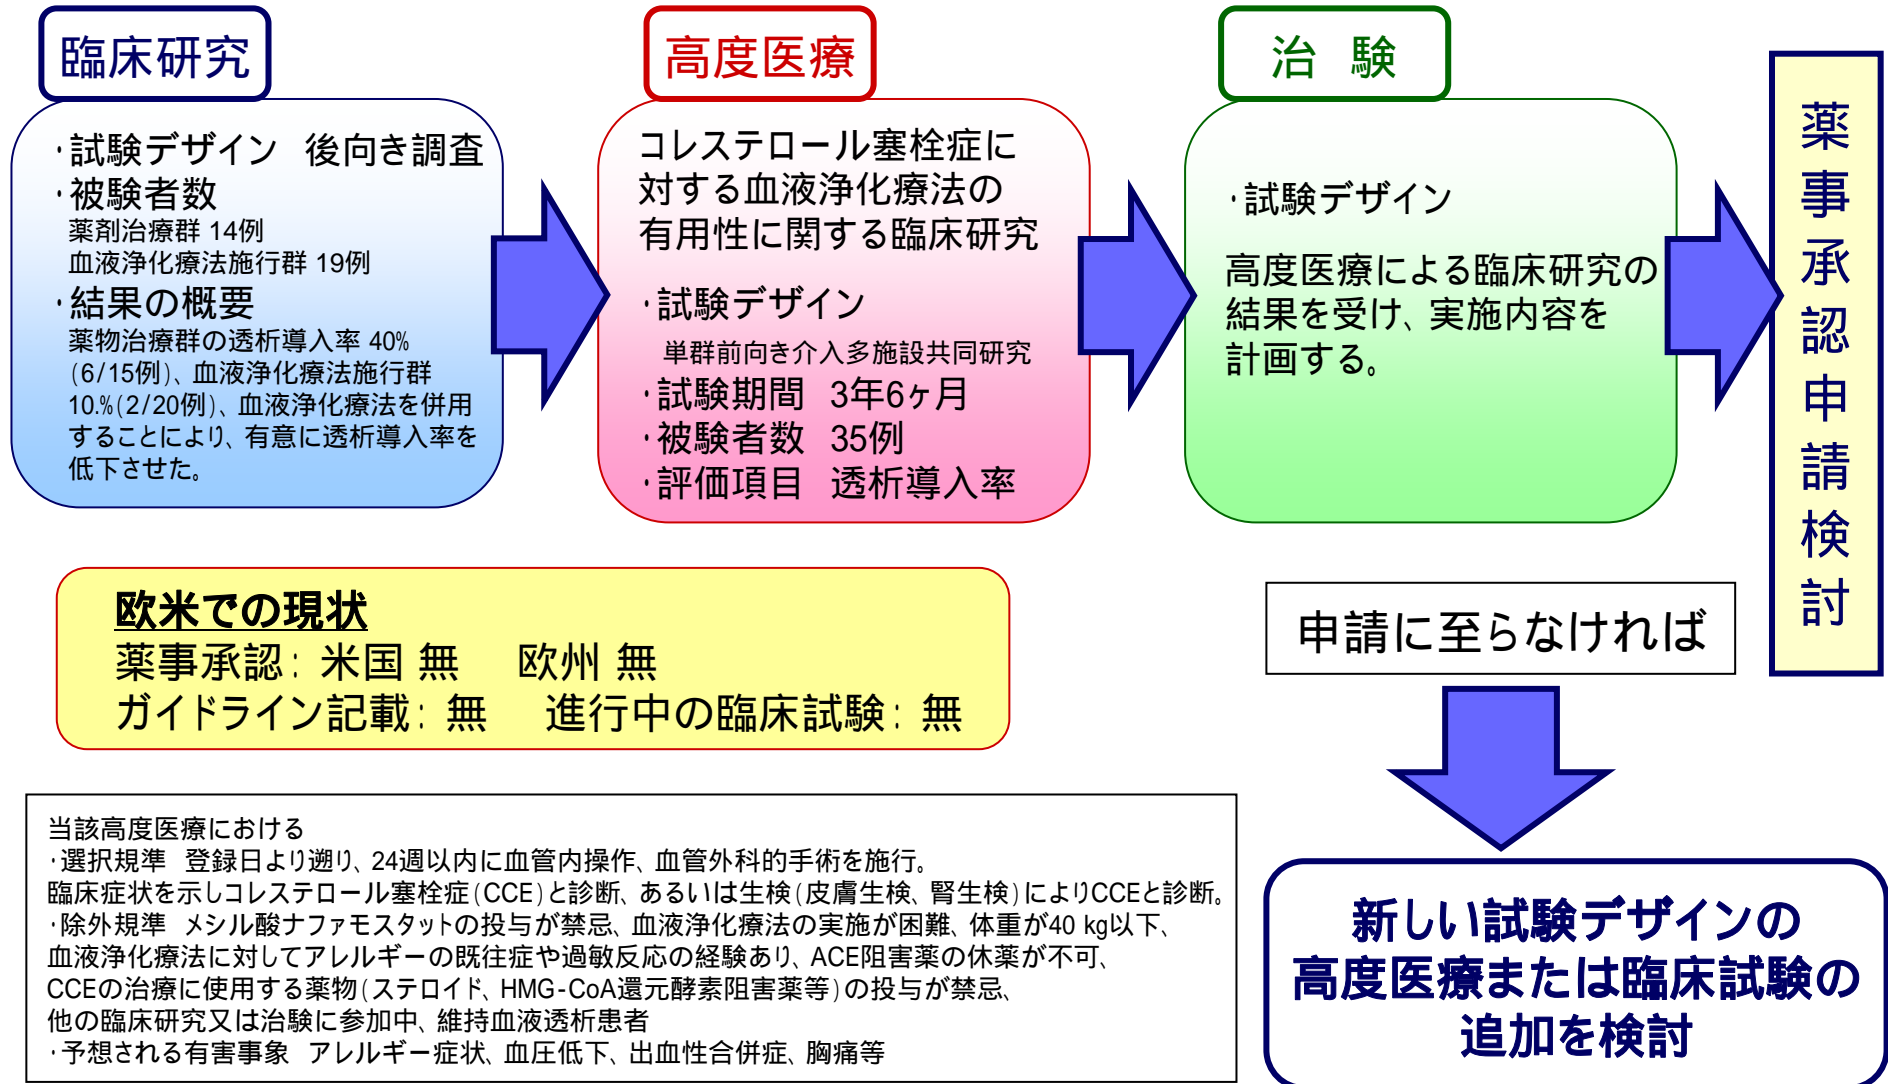 臨床研究
・試験デザイン 後向き調査
・被験者数
薬剤治療群 14例
血液浄化療法施行群 19例
・結果の概要
薬物治療群の透析導入率 40%
(6/15例)、血液浄化療法施行群
10.%(2/20例)、血液浄化療法を併用
することにより、有意に透析導入率を
低下させた。
高度医療
コレステロール塞栓症に
対する血液浄化療法の
有用性に関する臨床研究
・試験デザイン
単群前向き介入多施設共同研究
・試験期間 3年6ヶ月
・被験者数 35例
・評価項目 透析導入率
治 験
・試験デザイン
高度医療による臨床研究の
結果を受け、実施内容を
計画する。
薬事承認申請検討
欧米での現状
薬事承認: 米国 無 欧州 無
ガイドライン記載: 無 進行中の臨床試験: 無
申請に至らなければ
当該高度医療における
・選択規準 登録日より遡り、24週以内に血管内操作、血管外科的手術を施行。
臨床症状を示しコレステロール塞栓症(CCE)と診断、あるいは生検(皮膚生検、腎生検)によりCCEと診断。
・除外規準 メシル酸ナファモスタットの投与が禁忌、血液浄化療法の実施が困難、体重が40 kg以下、
血液浄化療法に対してアレルギーの既往症や過敏反応の経験あり、ACE阻害薬の休薬が不可、
CCEの治療に使用する薬物(ステロイド、HMG-CoA還元酵素阻害薬等)の投与が禁忌、
他の臨床研究又は治験に参加中、維持血液透析患者
・予想される有害事象 アレルギー症状、血圧低下、出血性合併症、胸痛等
新しい試験デザインの
高度医療または臨床試験の
追加を検討